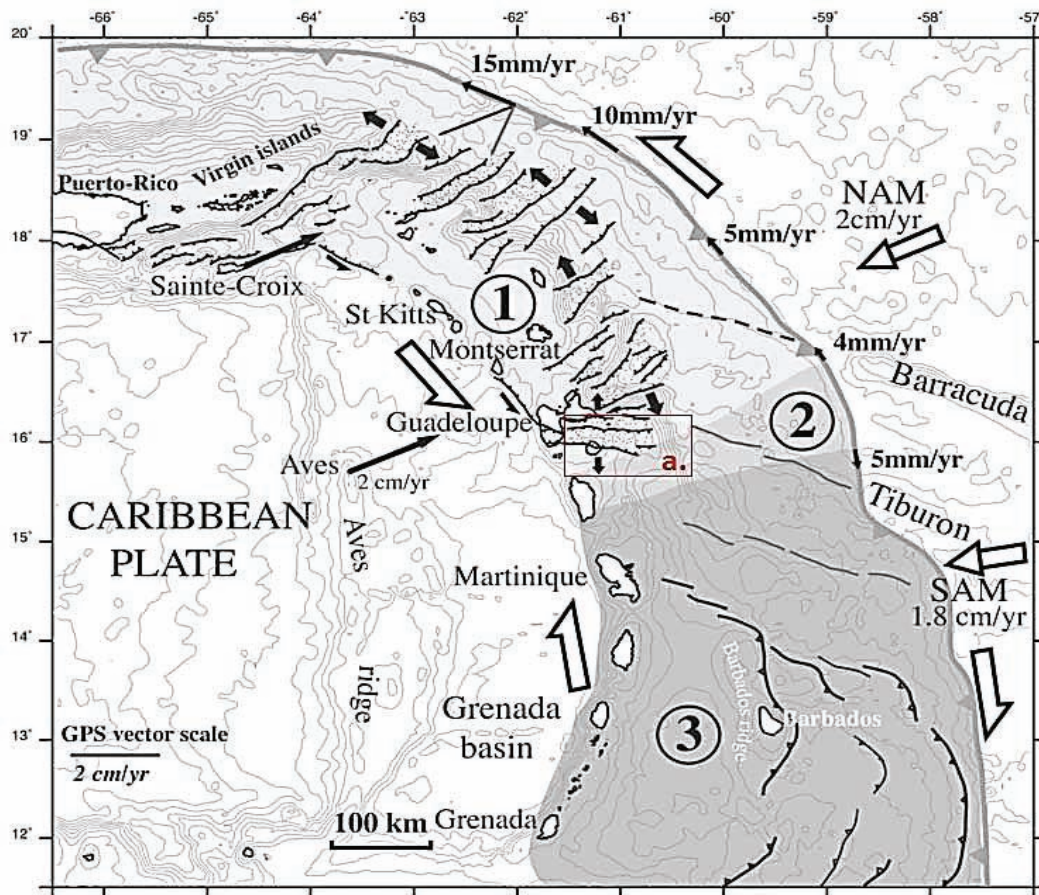 -66° -65° -64° -63° -62° -61° -60° -59° -58° -57
20°
15mm/yr
10mm/yr
19°
Virgin islands
Puerto-Rico
NAM
2cm/yr
18°
5mm/yr
Sainte-Croix
1
St Kitts
17°
Montserrat
4mm/yr
Barracuda
2
Guadeloupe
16°
a.
5mm/yr
Aves
2 cm/yr
Tiburon
CARIBBEAN
PLATE
Aves
ridge
15°
Martinique
SAM
1.8 cm/yr
14°
Barbados ridge
Grenada
basin
3
Barbados
13°
GPS vector scale
2 cm/yr
100 km
Grenada
12°